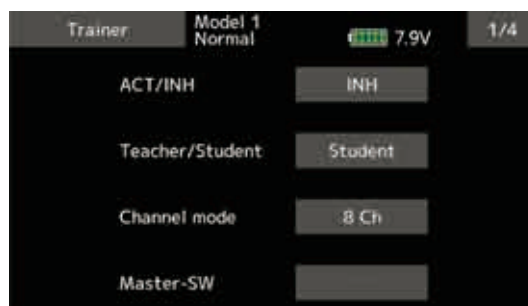 Trainer Model 1 Normal 7.9V 1/4
ACT/INH INH
Teacher/Student Student
Channel mode 8 Ch
Master-SW